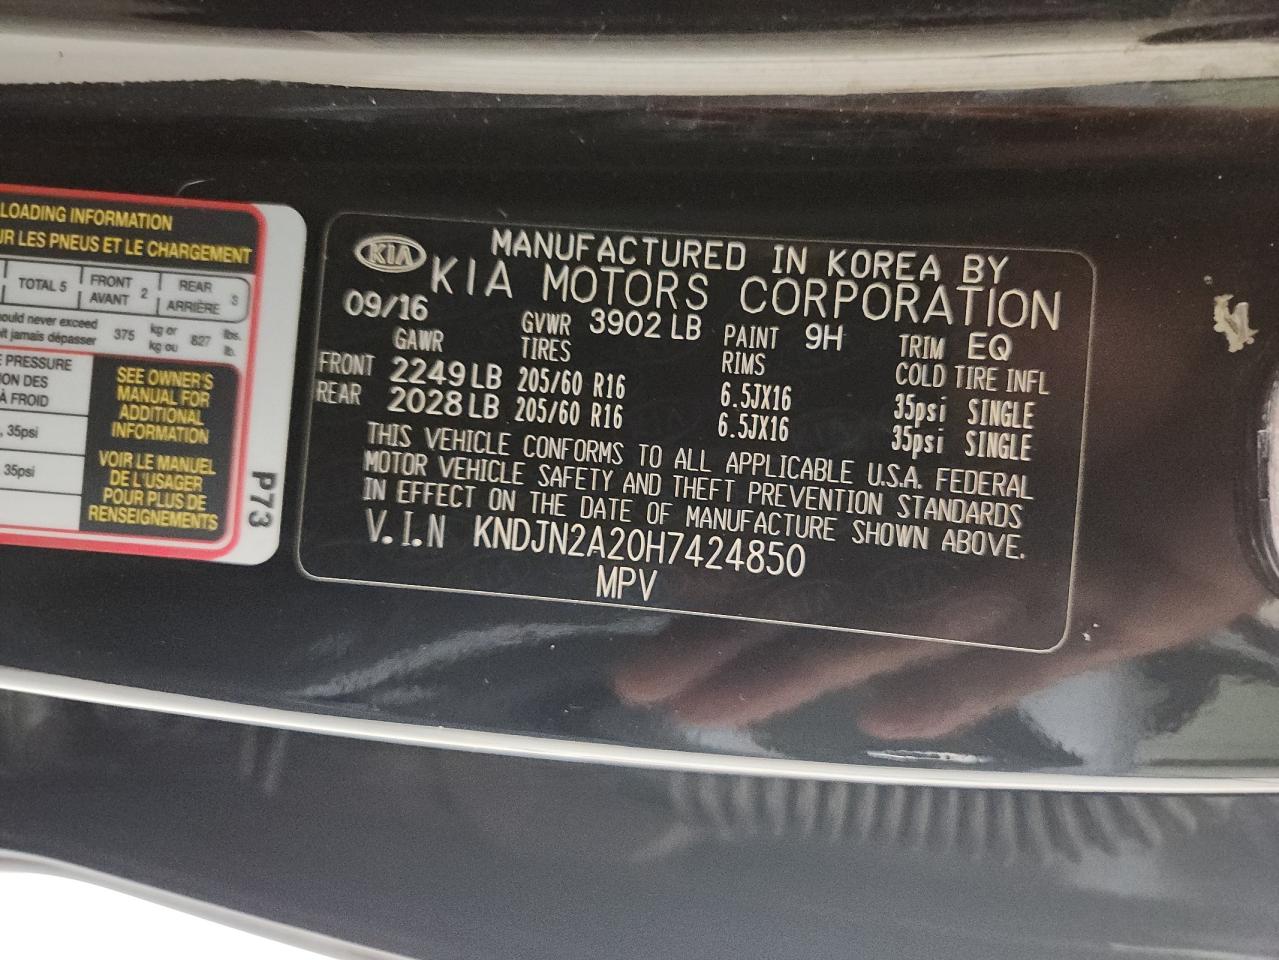 LOADING INFORMATION
UR LES PNEUS ET LE CHARGEMENT
TOTAL 5 FRONT AVANT 2 REAR ARRIÈRE 3
ould never exceed 375 kg or 827 lbs.
it jamais dépasser kg ou lb.
PRESSURE
ION DES
À FROID
, 35psi
35psi
SEE OWNER'S
MANUAL FOR
ADDITIONAL
INFORMATION
VOIR LE MANUEL
DE L'USAGER
POUR PLUS DE
RENSEIGNEMENTS
P73
KIA MANUFACTURED IN KOREA BY
KIA MOTORS CORPORATION
09/16 GVWR 3902 LB PAINT 9H TRIM EQ
GAWR TIRES RIMS COLD TIRE INFL
FRONT 2249 LB 205/60 R16 6.5JX16 35psi SINGLE
REAR 2028 LB 205/60 R16 6.5JX16 35psi SINGLE
THIS VEHICLE CONFORMS TO ALL APPLICABLE U.S.A. FEDERAL
MOTOR VEHICLE SAFETY AND THEFT PREVENTION STANDARDS
IN EFFECT ON THE DATE OF MANUFACTURE SHOWN ABOVE.
V.I.N KNDJN2A20H7424850
MPV